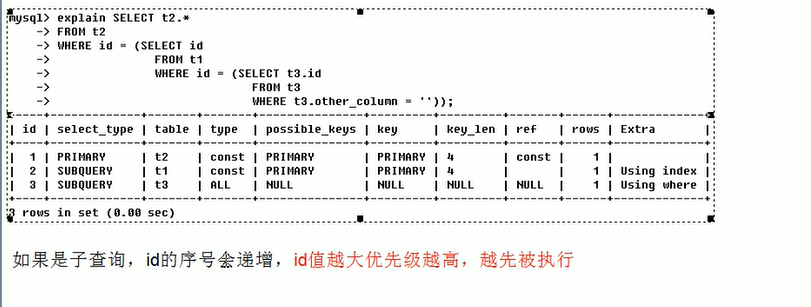 mysql> explain SELECT t2.*
-> FROM t2
-> WHERE id = (SELECT id
-> FROM t1
-> WHERE id = (SELECT t3.id
-> FROM t3
-> WHERE t3.other_column = ''));
| id | select_type | table | type | possible_keys | key | key_len | ref | rows | Extra |
| 1 | PRIMARY | t2 | const | PRIMARY | PRIMARY | 4 | const | 1 | |
| 2 | SUBQUERY | t1 | const | PRIMARY | PRIMARY | 4 | | 1 | Using index |
| 3 | SUBQUERY | t3 | ALL | NULL | NULL | NULL | NULL | 1 | Using where |
3 rows in set (0.00 sec)
如果是子查询，id的序号会递增，id值越大优先级越高，越先被执行